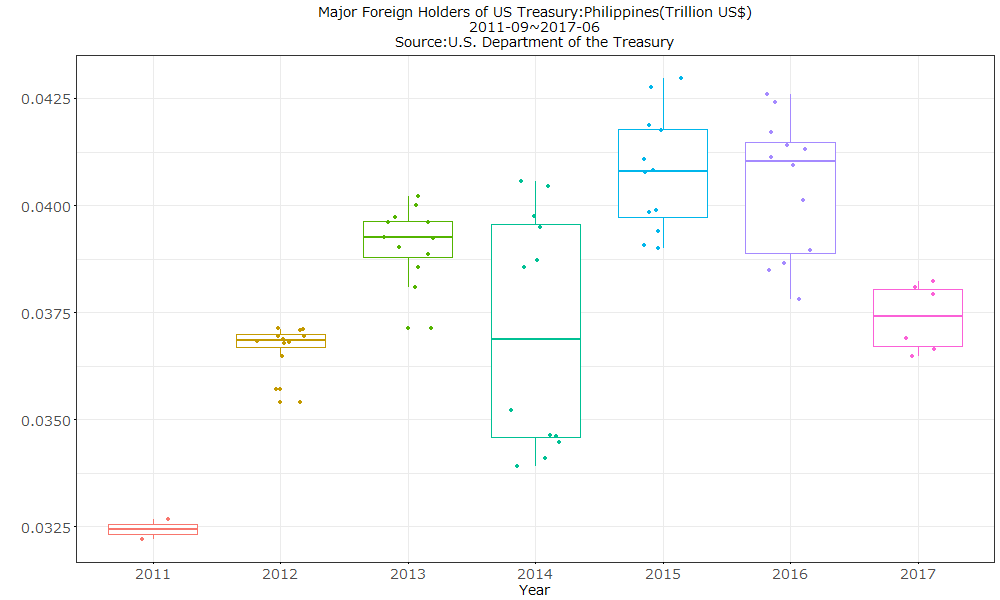 Major Foreign Holders of US Treasury:Philippines(Trillion US$)
2011-09~2017-06
Source:U.S. Department of the Treasury
0.0425
0.0400
0.0375
0.0350
0.0325
2011 2012 2013 2014 2015 2016 2017
Year